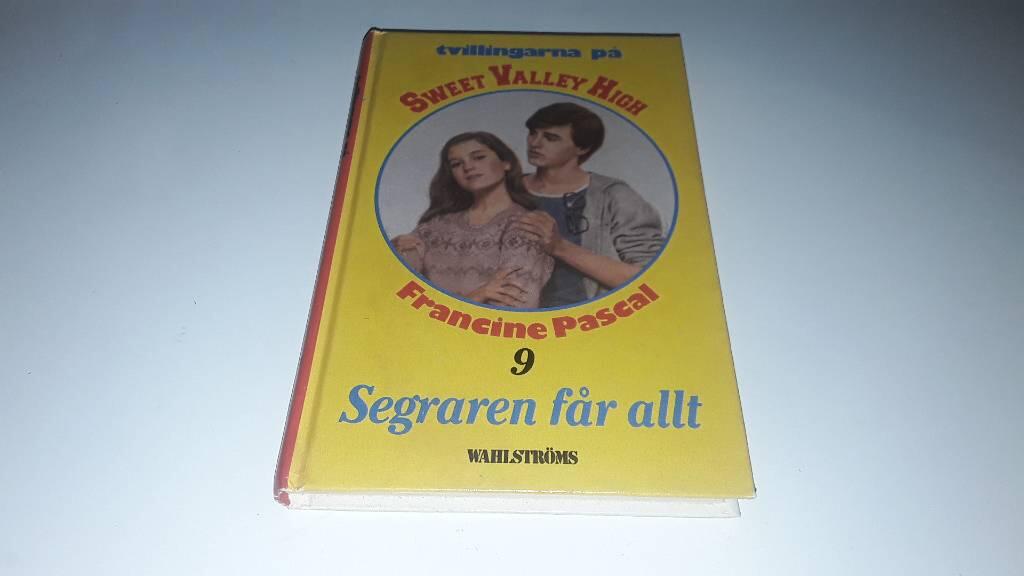 tvillingarna på
SWEET VALLEY HIGH
Francine Pascal
9
Segraren får allt
WAHLSTRÖMS